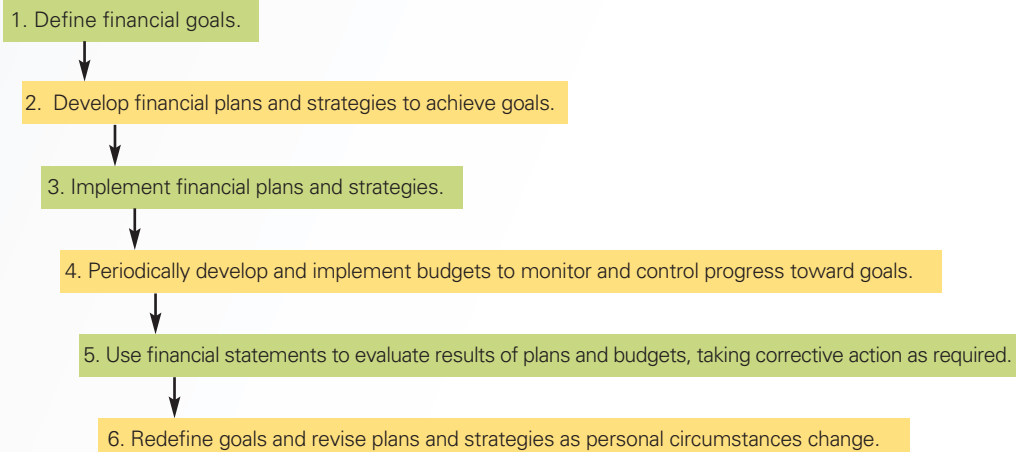 1. Define financial goals.
2. Develop financial plans and strategies to achieve goals.
3. Implement financial plans and strategies.
4. Periodically develop and implement budgets to monitor and control progress toward goals.
5. Use financial statements to evaluate results of plans and budgets, taking corrective action as required.
6. Redefine goals and revise plans and strategies as personal circumstances change.